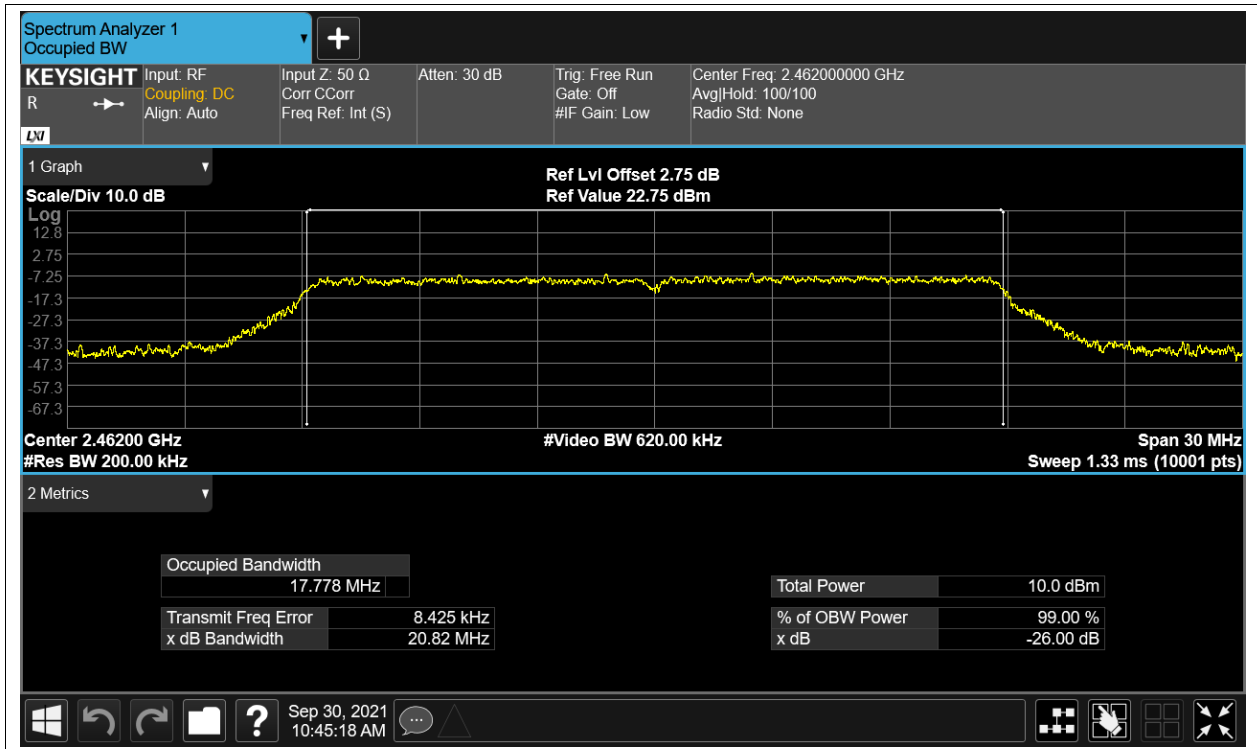 Spectrum Analyzer 1
Occupied BW
+
KEYSIGHT Input: RF Input Z: 50 Ω Atten: 30 dB Trig: Free Run Center Freq: 2.462000000 GHz
R Coupling: DC Corr CCorr Gate: Off Avg|Hold: 100/100
Align: Auto Freq Ref: Int (S) #IF Gain: Low Radio Std: None
LXI
1 Graph
Ref Lvl Offset 2.75 dB
Scale/Div 10.0 dB Ref Value 22.75 dBm
Log
12.8
2.75
-7.25
-17.3
-27.3
-37.3
-47.3
-57.3
-67.3
Center 2.46200 GHz #Video BW 620.00 kHz Span 30 MHz
#Res BW 200.00 kHz Sweep 1.33 ms (10001 pts)
2 Metrics
Occupied Bandwidth
17.778 MHz Total Power 10.0 dBm
Transmit Freq Error 8.425 kHz % of OBW Power 99.00 %
x dB Bandwidth 20.82 MHz x dB -26.00 dB
? Sep 30, 2021
10:45:18 AM